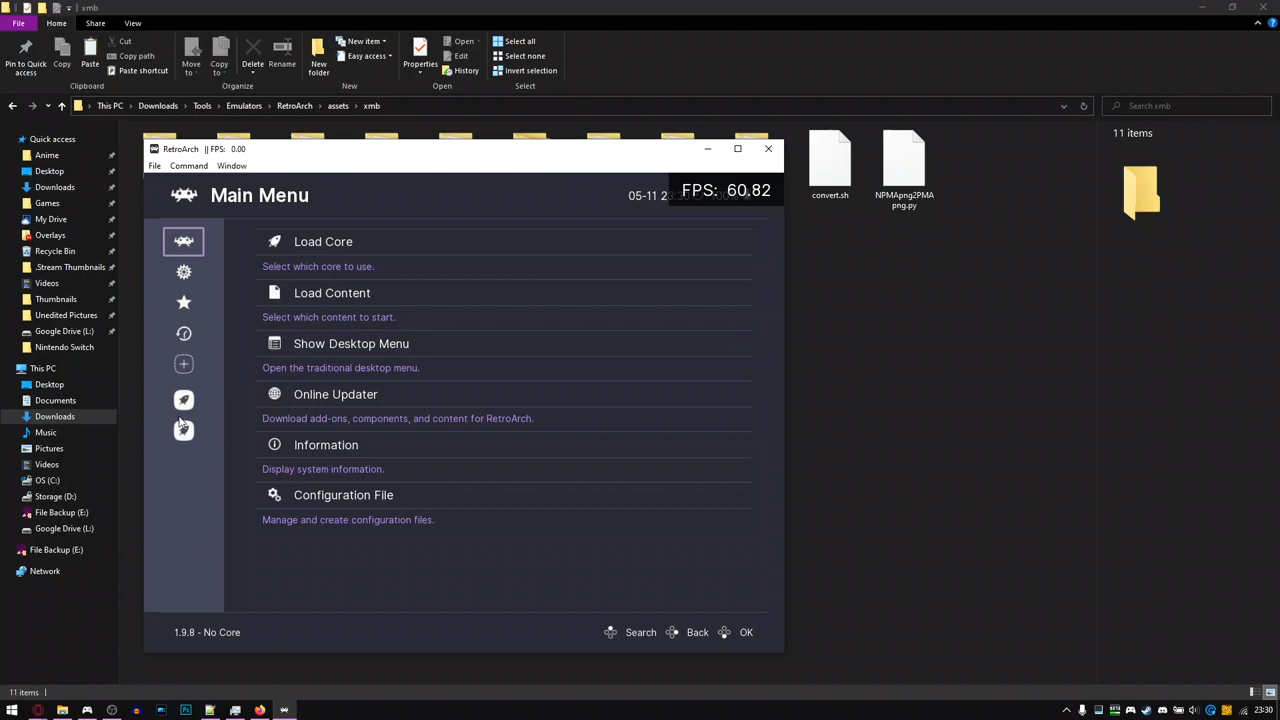 xmb
File
Home
Share
View
Pin to Quick access
Copy
Paste
Cut
Copy path
Paste shortcut
Clipboard
Move to
Copy to
Delete
Rename
Organize
New folder
New item
Easy access
New
Properties
Open
Edit
History
Open
Select all
Select none
Invert selection
Select
This PC > Downloads > Tools > Emulators > RetroArch > assets > xmb
Search xmb
Quick access
Anime
Desktop
Downloads
Games
My Drive
Overlays
Recycle Bin
.Stream Thumbnails
Videos
Thumbnails
Unedited Pictures
Google Drive (L:)
Nintendo Switch
This PC
Desktop
Documents
Downloads
Music
Pictures
Videos
OS (C:)
Storage (D:)
File Backup (E:)
Google Drive (L:)
File Backup (E:)
Network
RetroArch || FPS: 0.00
File
Command
Window
Main Menu
05-11
FPS: 60.82
Load Core
Select which core to use.
Load Content
Select which content to start.
Show Desktop Menu
Open the traditional desktop menu.
Online Updater
Download add-ons, components, and content for RetroArch.
Information
Display system information.
Configuration File
Manage and create configuration files.
1.9.8 - No Core
Search
Back
OK
convert.sh
NPMApng2PMA
png.py
11 items
11 items
23:30